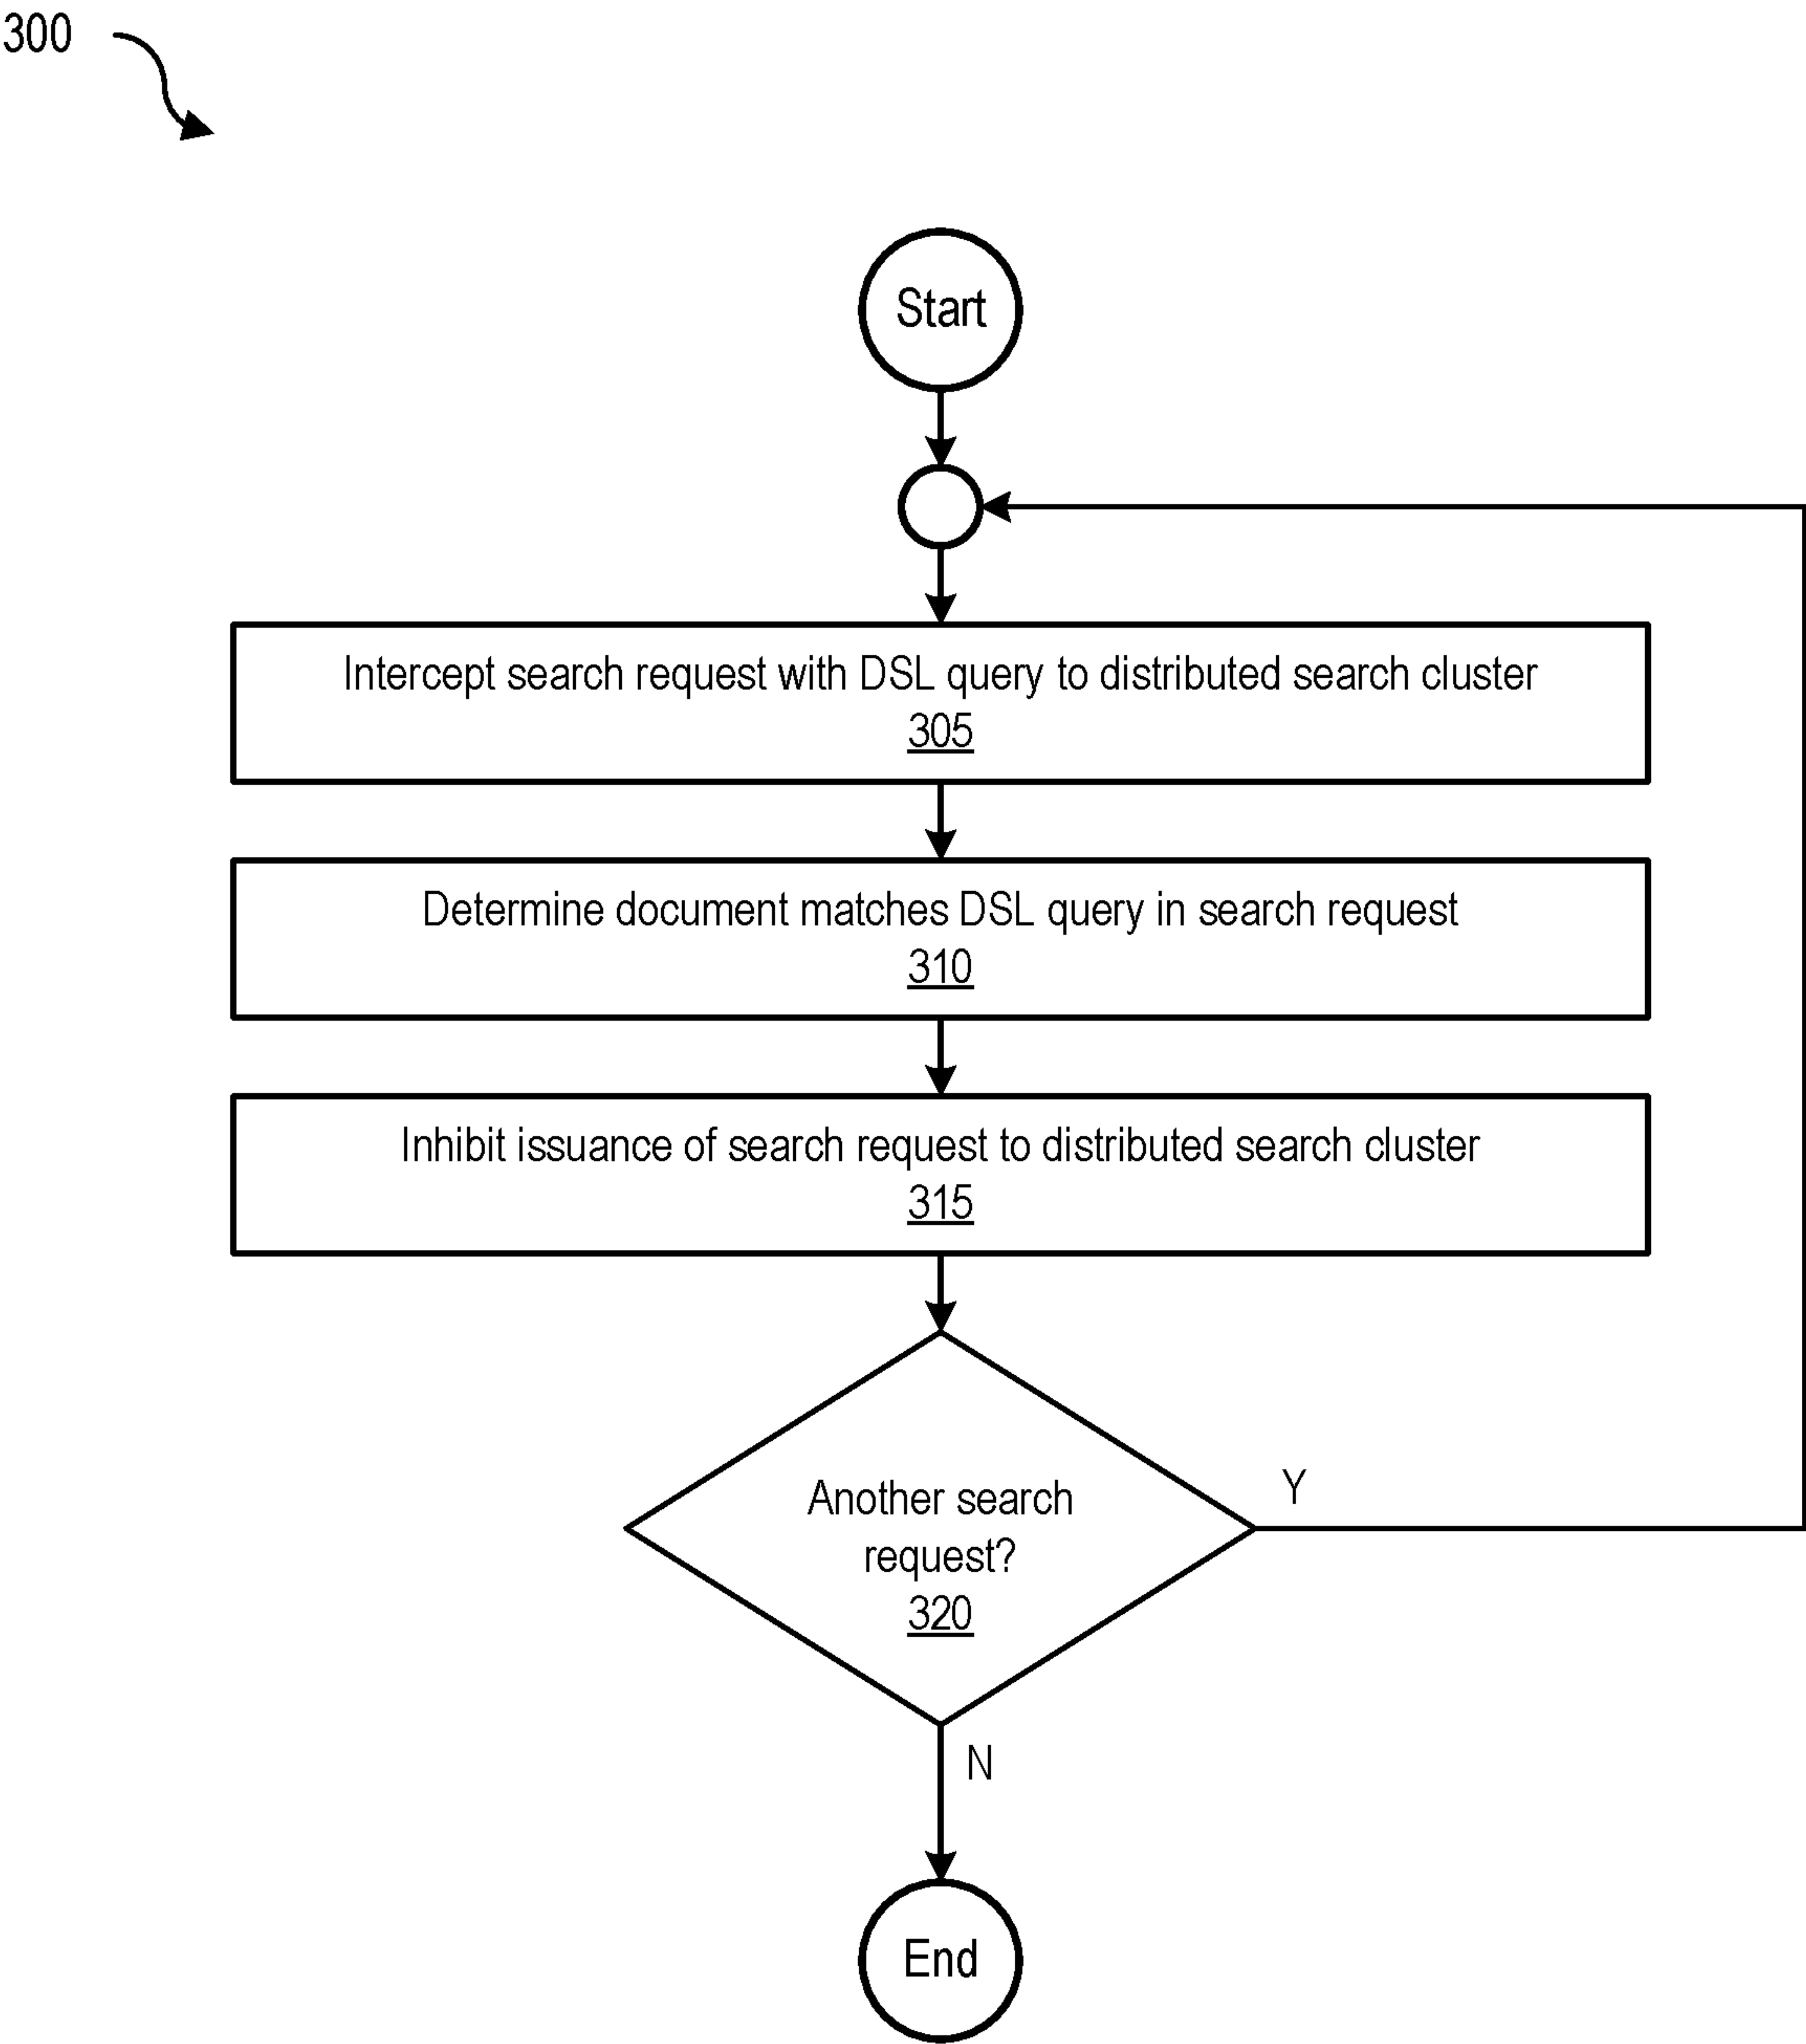 300
Start
Intercept search request with DSL query to distributed search cluster
305
Determine document matches DSL query in search request
310
Inhibit issuance of search request to distributed search cluster
315
Another search
request?
320
Y
N
End